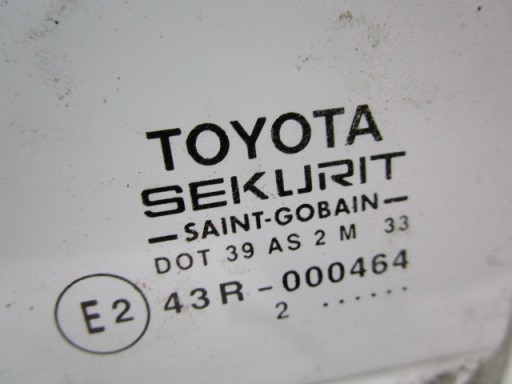 TOYOTA
SEKURIT
– SAINT-GOBAIN –
DOT 39 AS 2 M 33
E2 43R-000464
2 ......